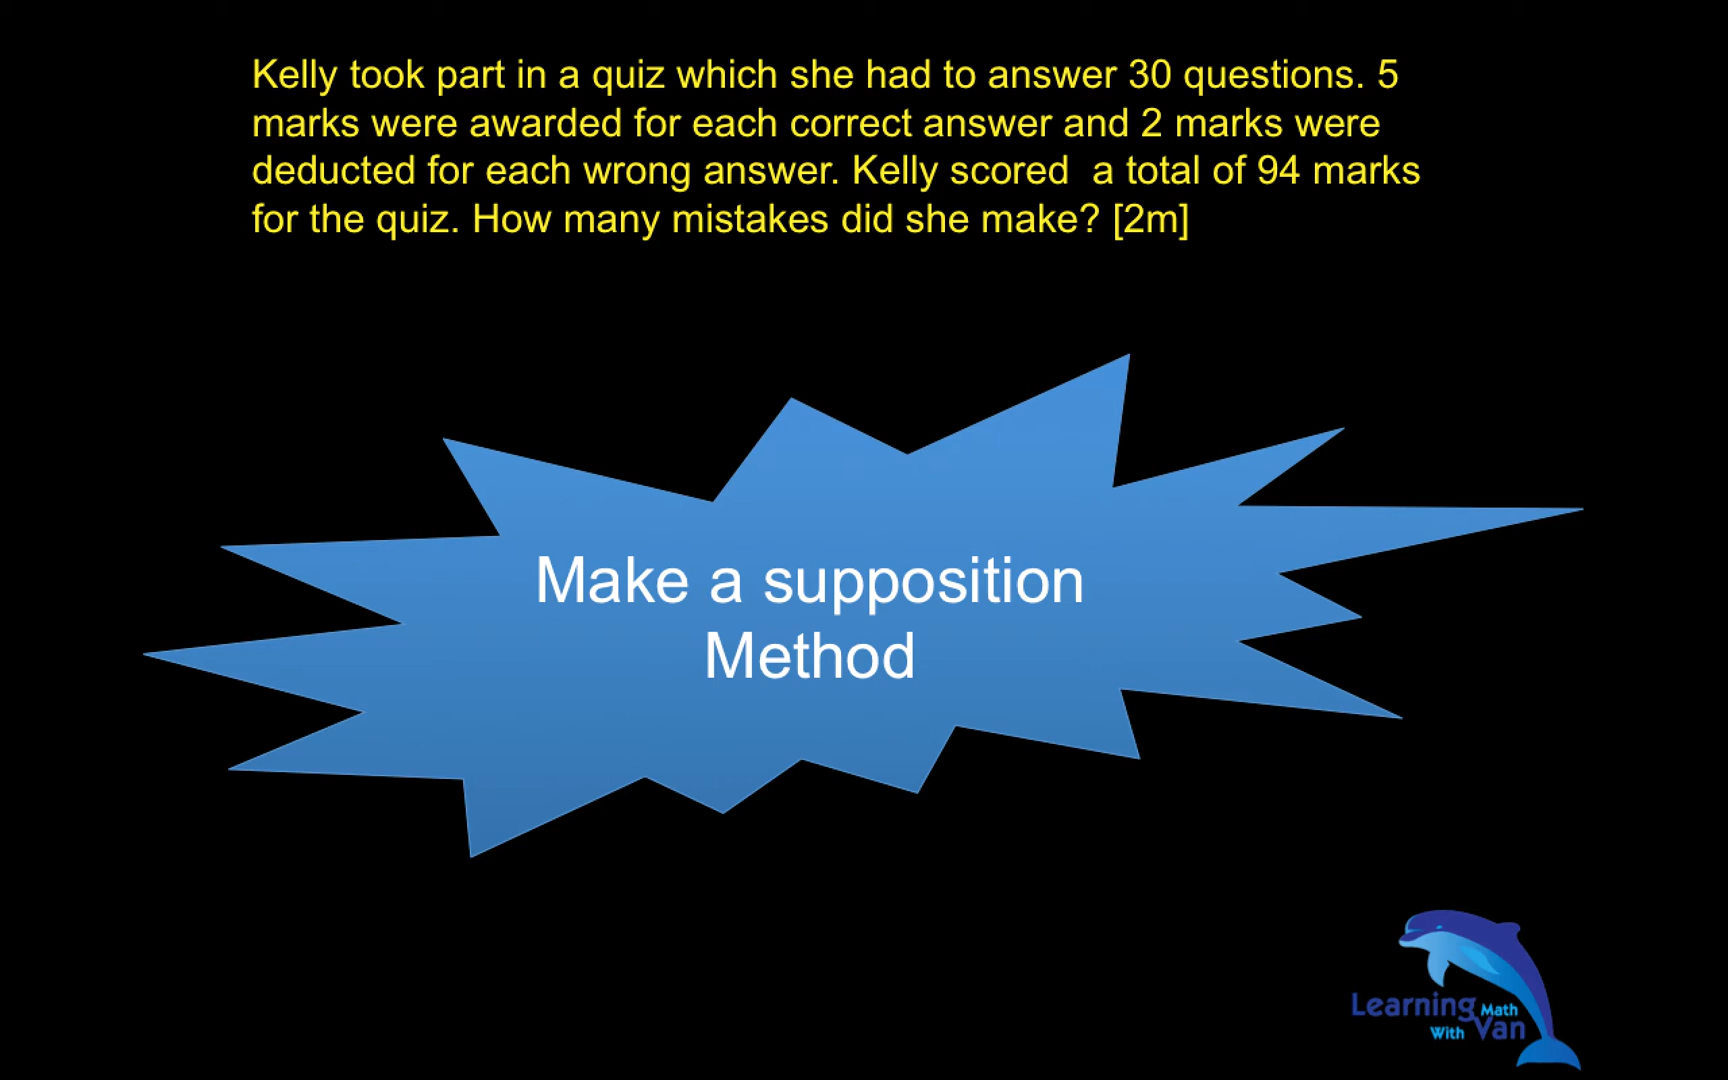 Kelly took part in a quiz which she had to answer 30 questions. 5
marks were awarded for each correct answer and 2 marks were
deducted for each wrong answer. Kelly scored  a total of 94 marks
for the quiz. How many mistakes did she make? [2m]
Make a supposition
Method
Learning Math
With Van